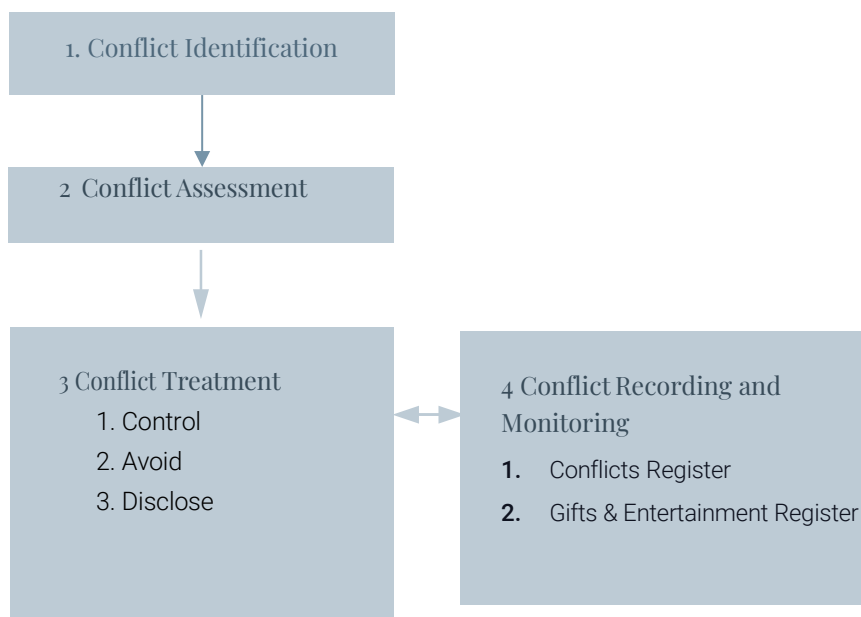 1. Conflict Identification
2 Conflict Assessment
3 Conflict Treatment
1. Control
2. Avoid
3. Disclose
4 Conflict Recording and
Monitoring
1. Conflicts Register
2. Gifts & Entertainment Register